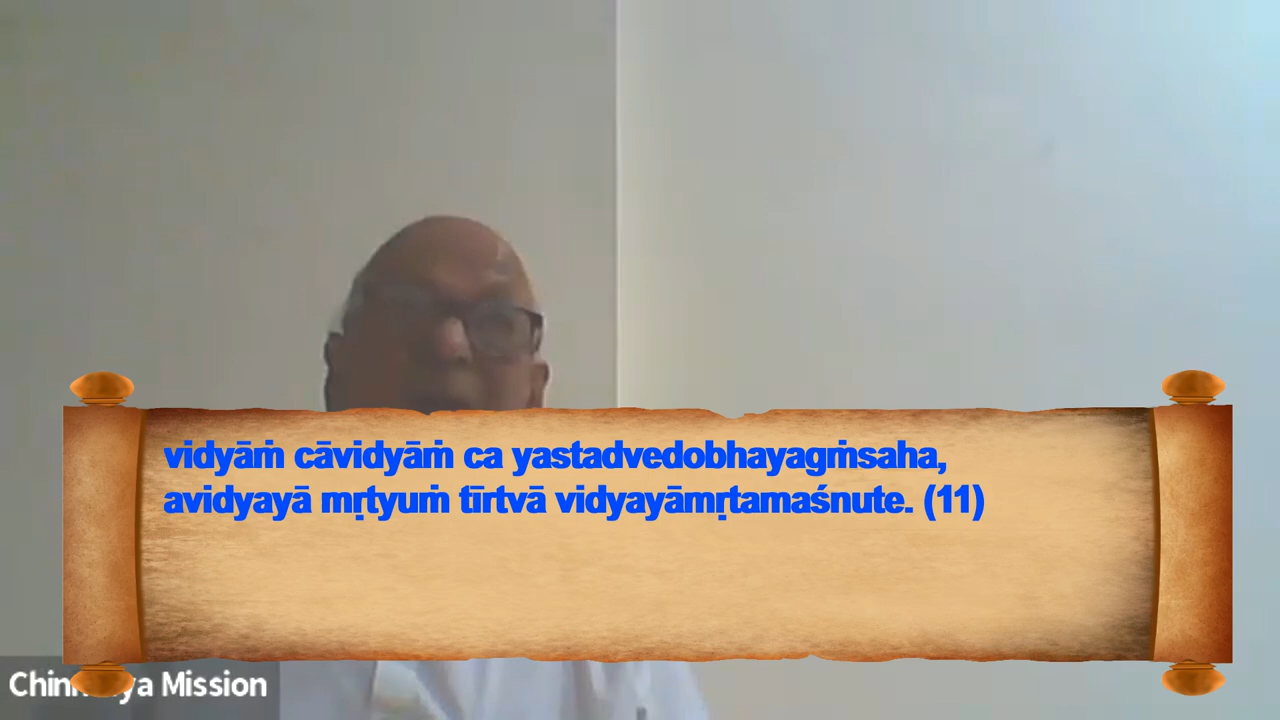 vidyāṁ cāvidyāṁ ca yastadvedobhayagṁsaha,
avidyayā mṛtyuṁ tīrtvā vidyayāmṛtamaśnute. (11)
Mission